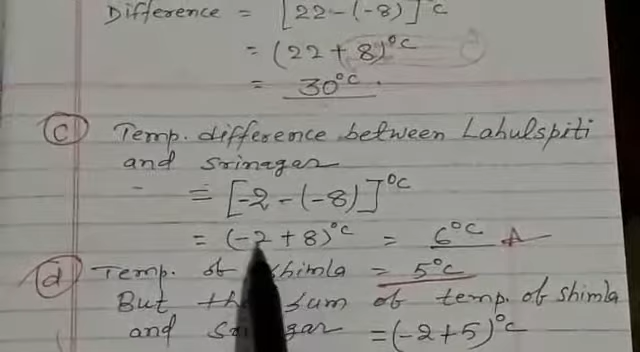 Difference = [22-(-8)]°C
= (22+8)°C
= 30°C.
(c) Temp. difference between Lahulspiti
and Srinagar
= [-2-(-8)]°C
= (-2+8)°C = 6°C A
(d) Temp. of Shimla = 5°C
But the sum of temp. of Shimla
and Srinagar = (-2+5)°C